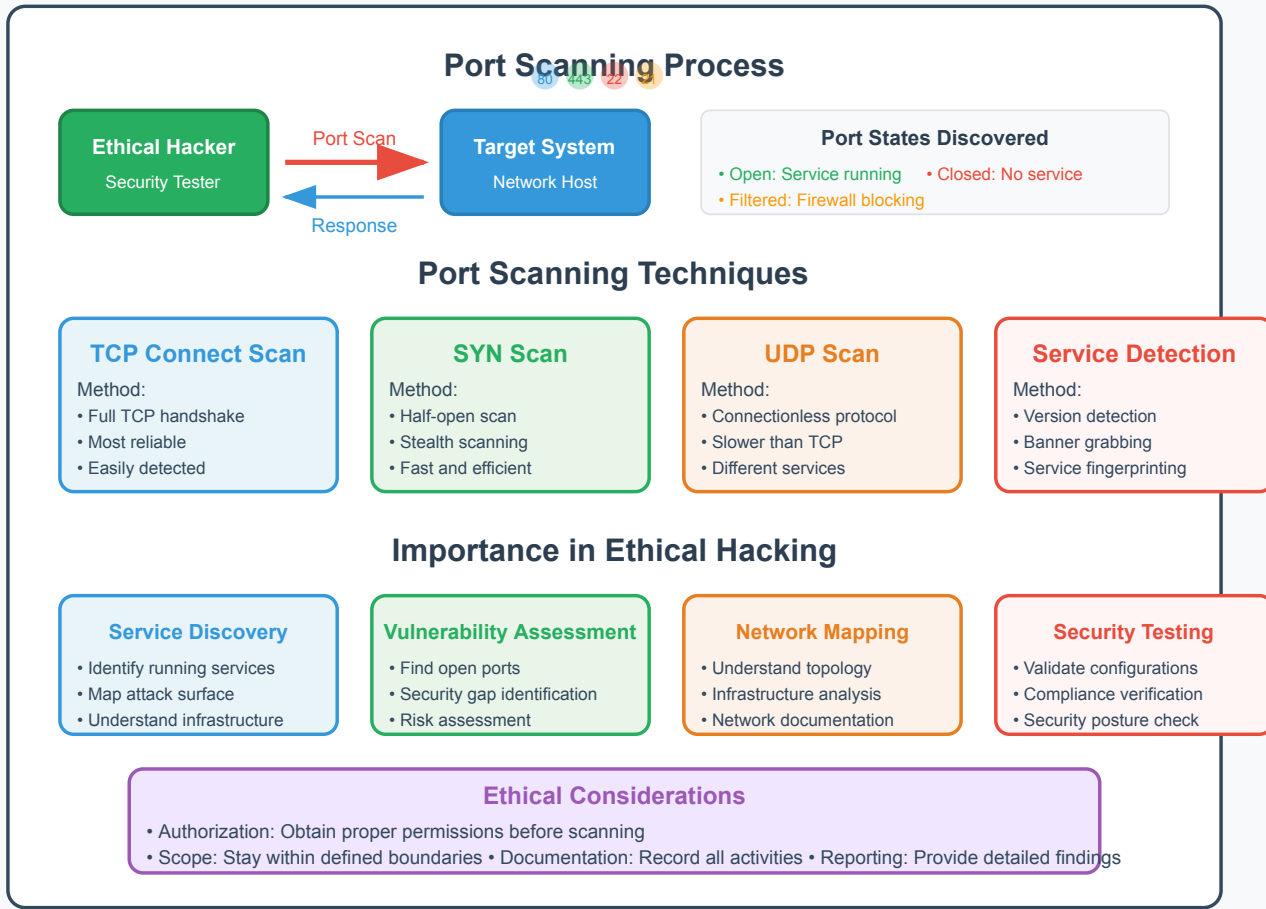 Port Scanning Process
80 443 22 21
Ethical Hacker
Security Tester
Port Scan
Response
Target System
Network Host
Port States Discovered
• Open: Service running • Closed: No service
• Filtered: Firewall blocking
Port Scanning Techniques
TCP Connect Scan
Method:
• Full TCP handshake
• Most reliable
• Easily detected
SYN Scan
Method:
• Half-open scan
• Stealth scanning
• Fast and efficient
UDP Scan
Method:
• Connectionless protocol
• Slower than TCP
• Different services
Service Detection
Method:
• Version detection
• Banner grabbing
• Service fingerprinting
Importance in Ethical Hacking
Service Discovery
• Identify running services
• Map attack surface
• Understand infrastructure
Vulnerability Assessment
• Find open ports
• Security gap identification
• Risk assessment
Network Mapping
• Understand topology
• Infrastructure analysis
• Network documentation
Security Testing
• Validate configurations
• Compliance verification
• Security posture check
Ethical Considerations
• Authorization: Obtain proper permissions before scanning
• Scope: Stay within defined boundaries • Documentation: Record all activities • Reporting: Provide detailed findings